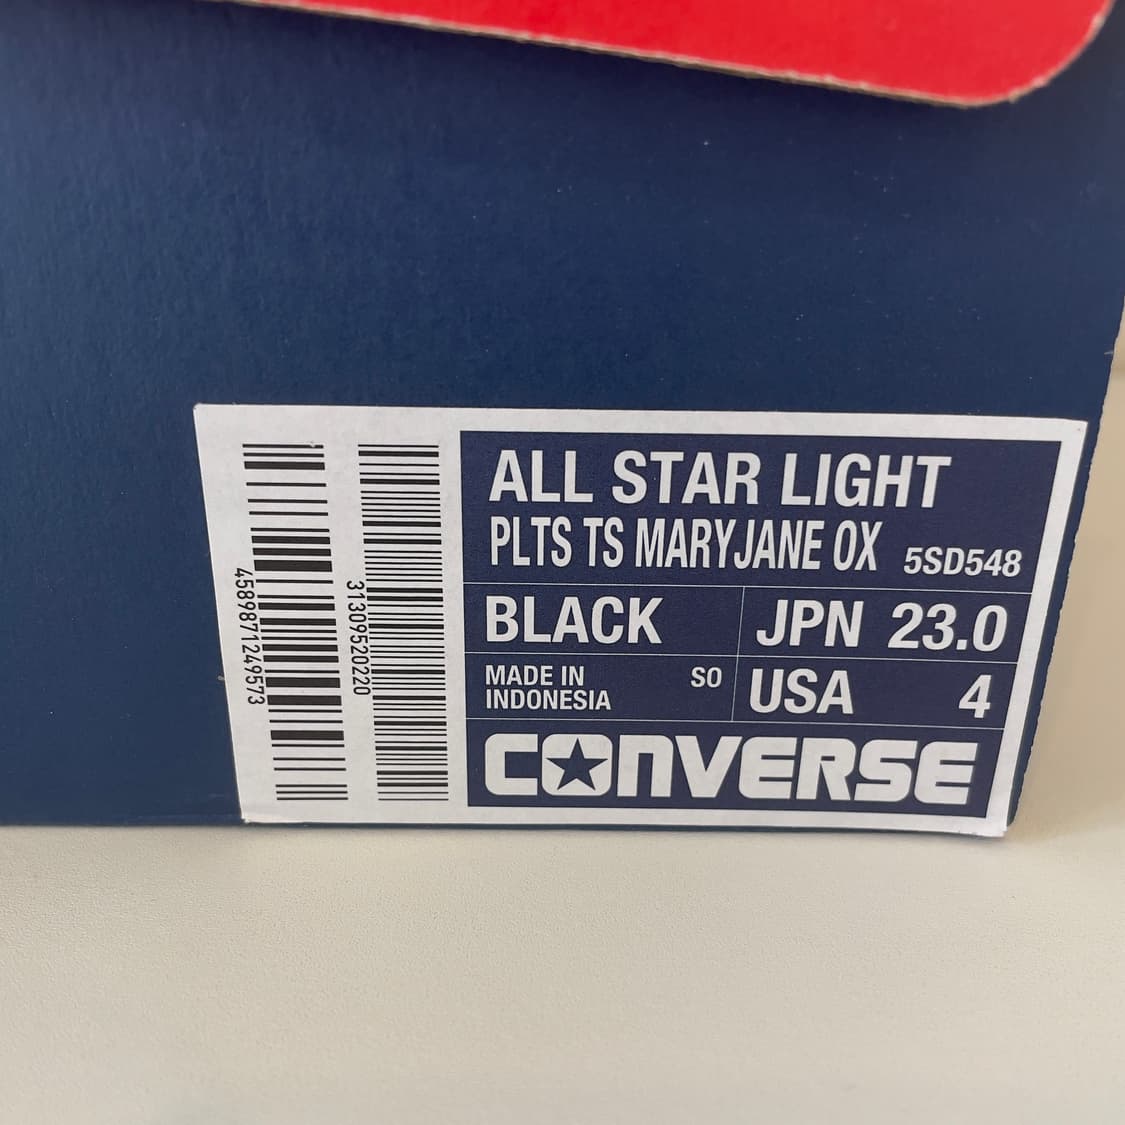 ALL STAR LIGHT
PLTS TS MARYJANE OX 5SD548
BLACK
JPN 23.0
MADE IN
INDONESIA
SO
USA 4
CONVERSE
4589871249573
3130952020220